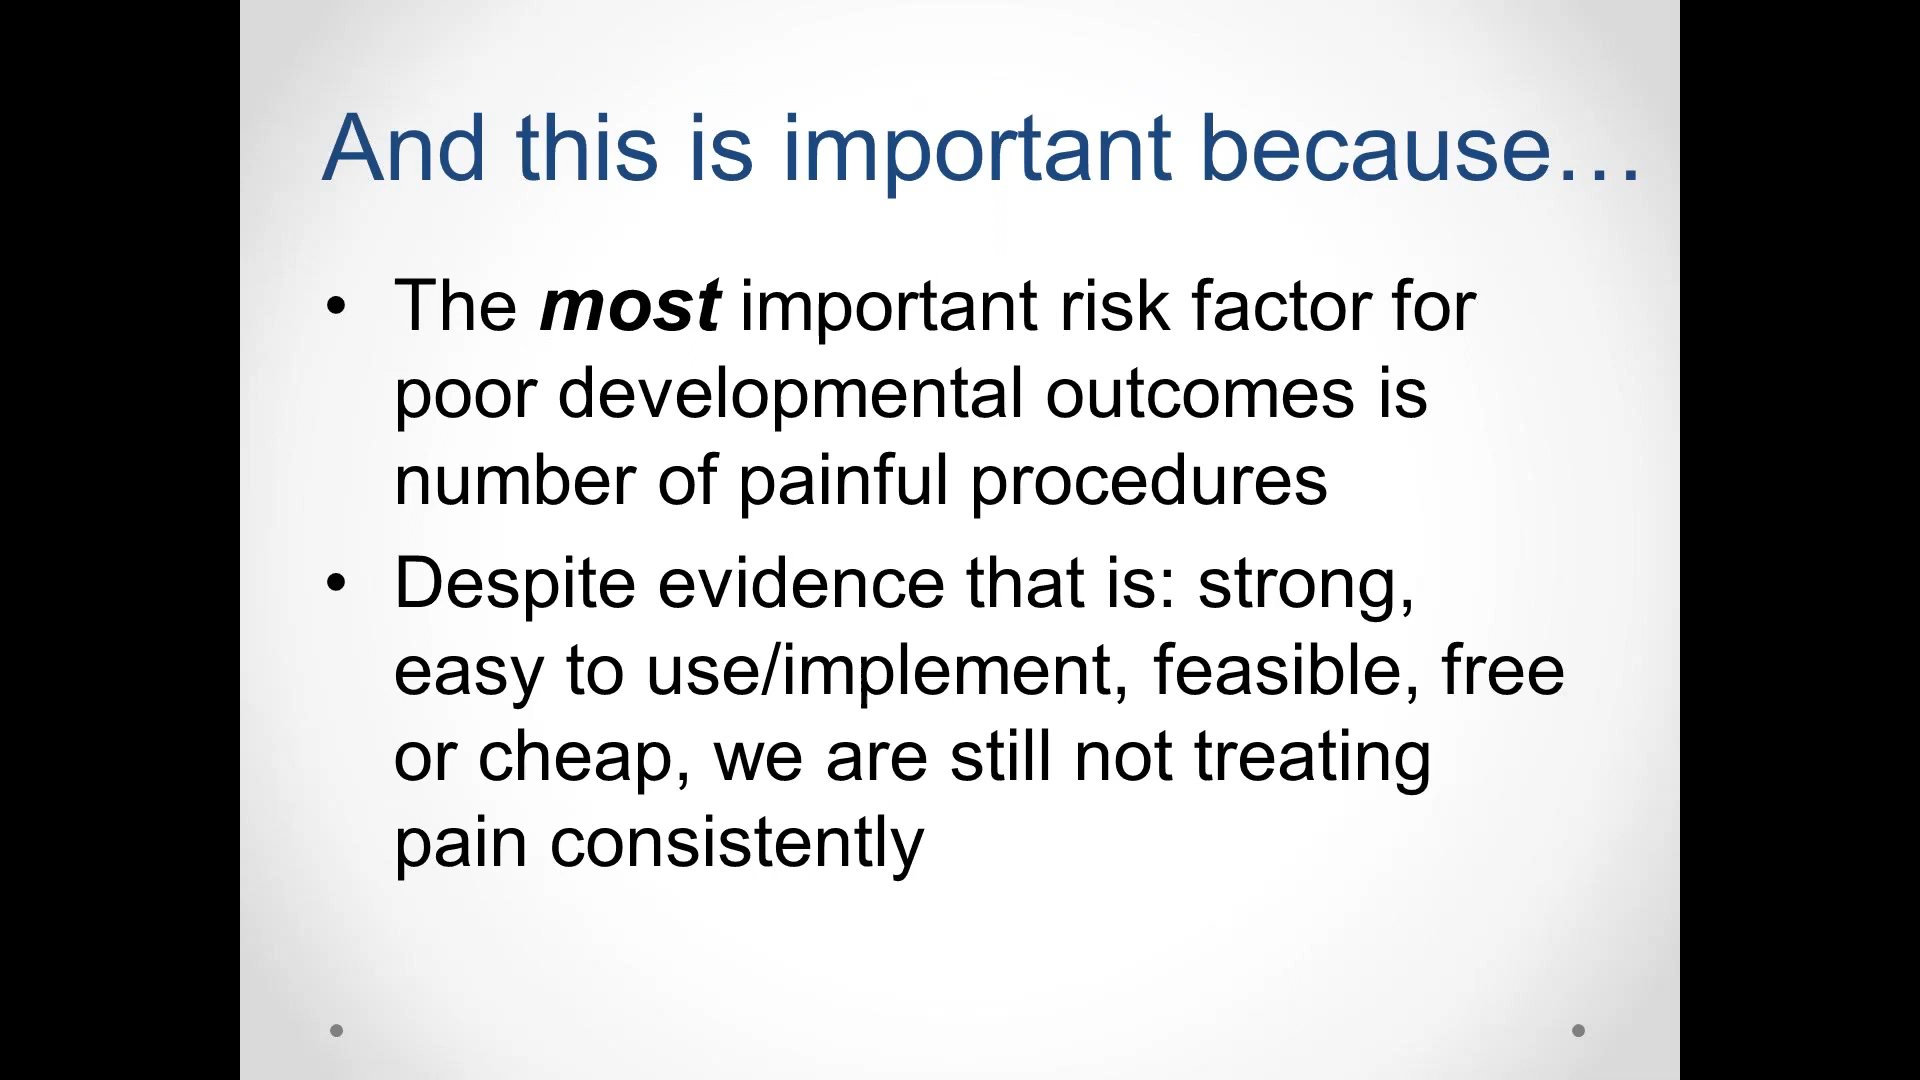 And this is important because…
• The most important risk factor for
poor developmental outcomes is
number of painful procedures
• Despite evidence that is: strong,
easy to use/implement, feasible, free
or cheap, we are still not treating
pain consistently